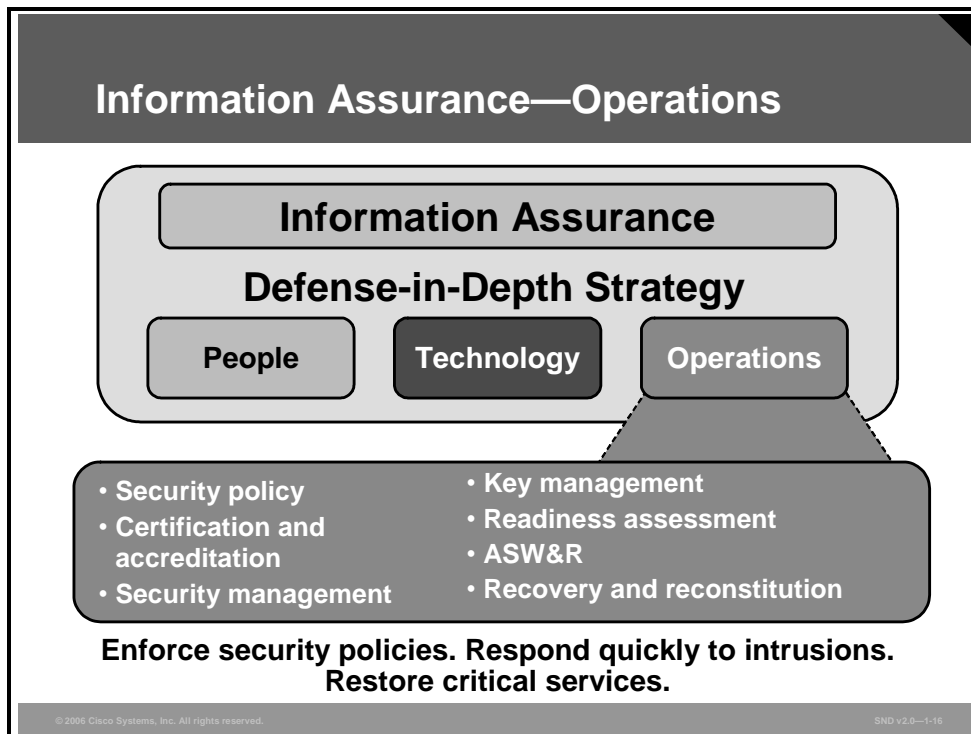 Information Assurance—Operations
Information Assurance
Defense-in-Depth Strategy
People
Technology
Operations
• Security policy
• Certification and
accreditation
• Security management
• Key management
• Readiness assessment
• ASW&R
• Recovery and reconstitution
Enforce security policies. Respond quickly to intrusions.
Restore critical services.
© 2006 Cisco Systems, Inc. All rights reserved.
SND v2.0—1-16